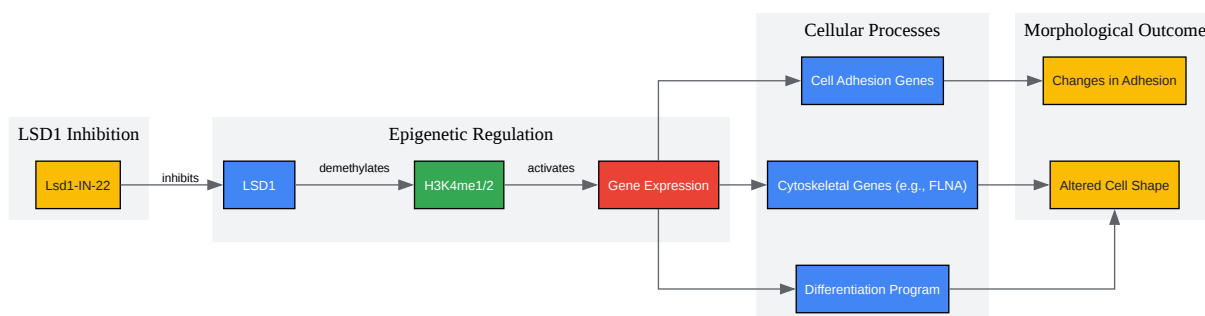 Cellular Processes
Morphological Outcome
Cell Adhesion Genes
Changes in Adhesion
LSD1 Inhibition
Epigenetic Regulation
Lsd1-IN-22
inhibits
LSD1
demethylates
H3K4me1/2
activates
Gene Expression
Cytoskeletal Genes (e.g., FLNA)
Altered Cell Shape
Differentiation Program